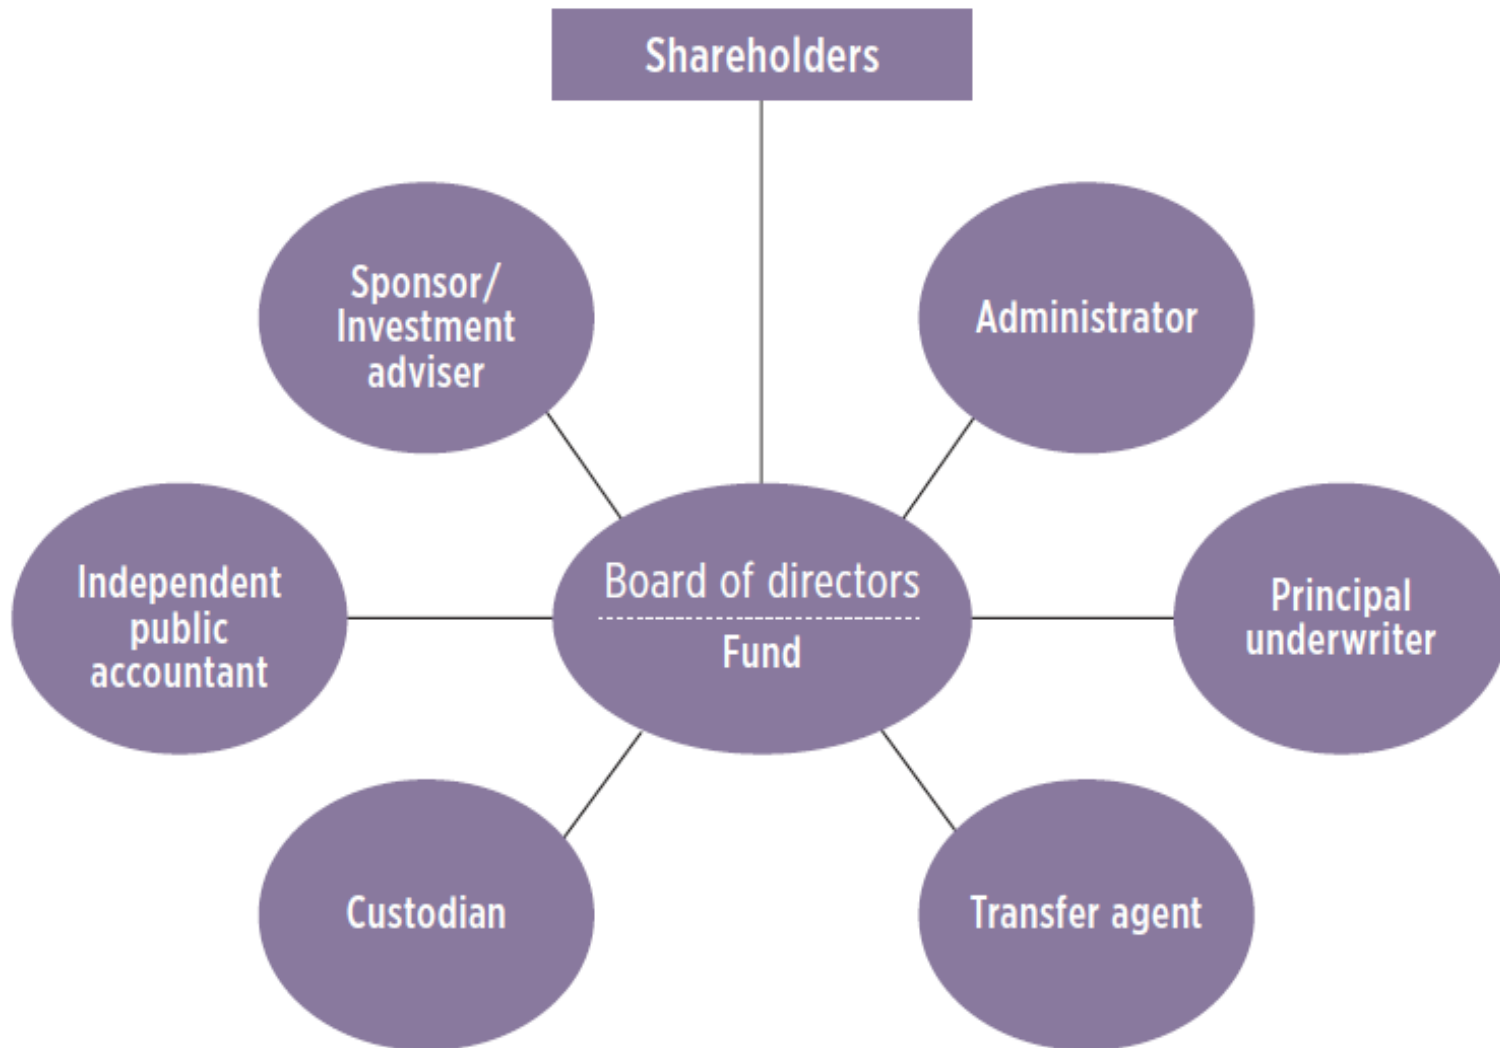 Shareholders
Sponsor/
Investment
adviser
Administrator
Independent
public
accountant
Board of directors
Fund
Principal
underwriter
Custodian
Transfer agent